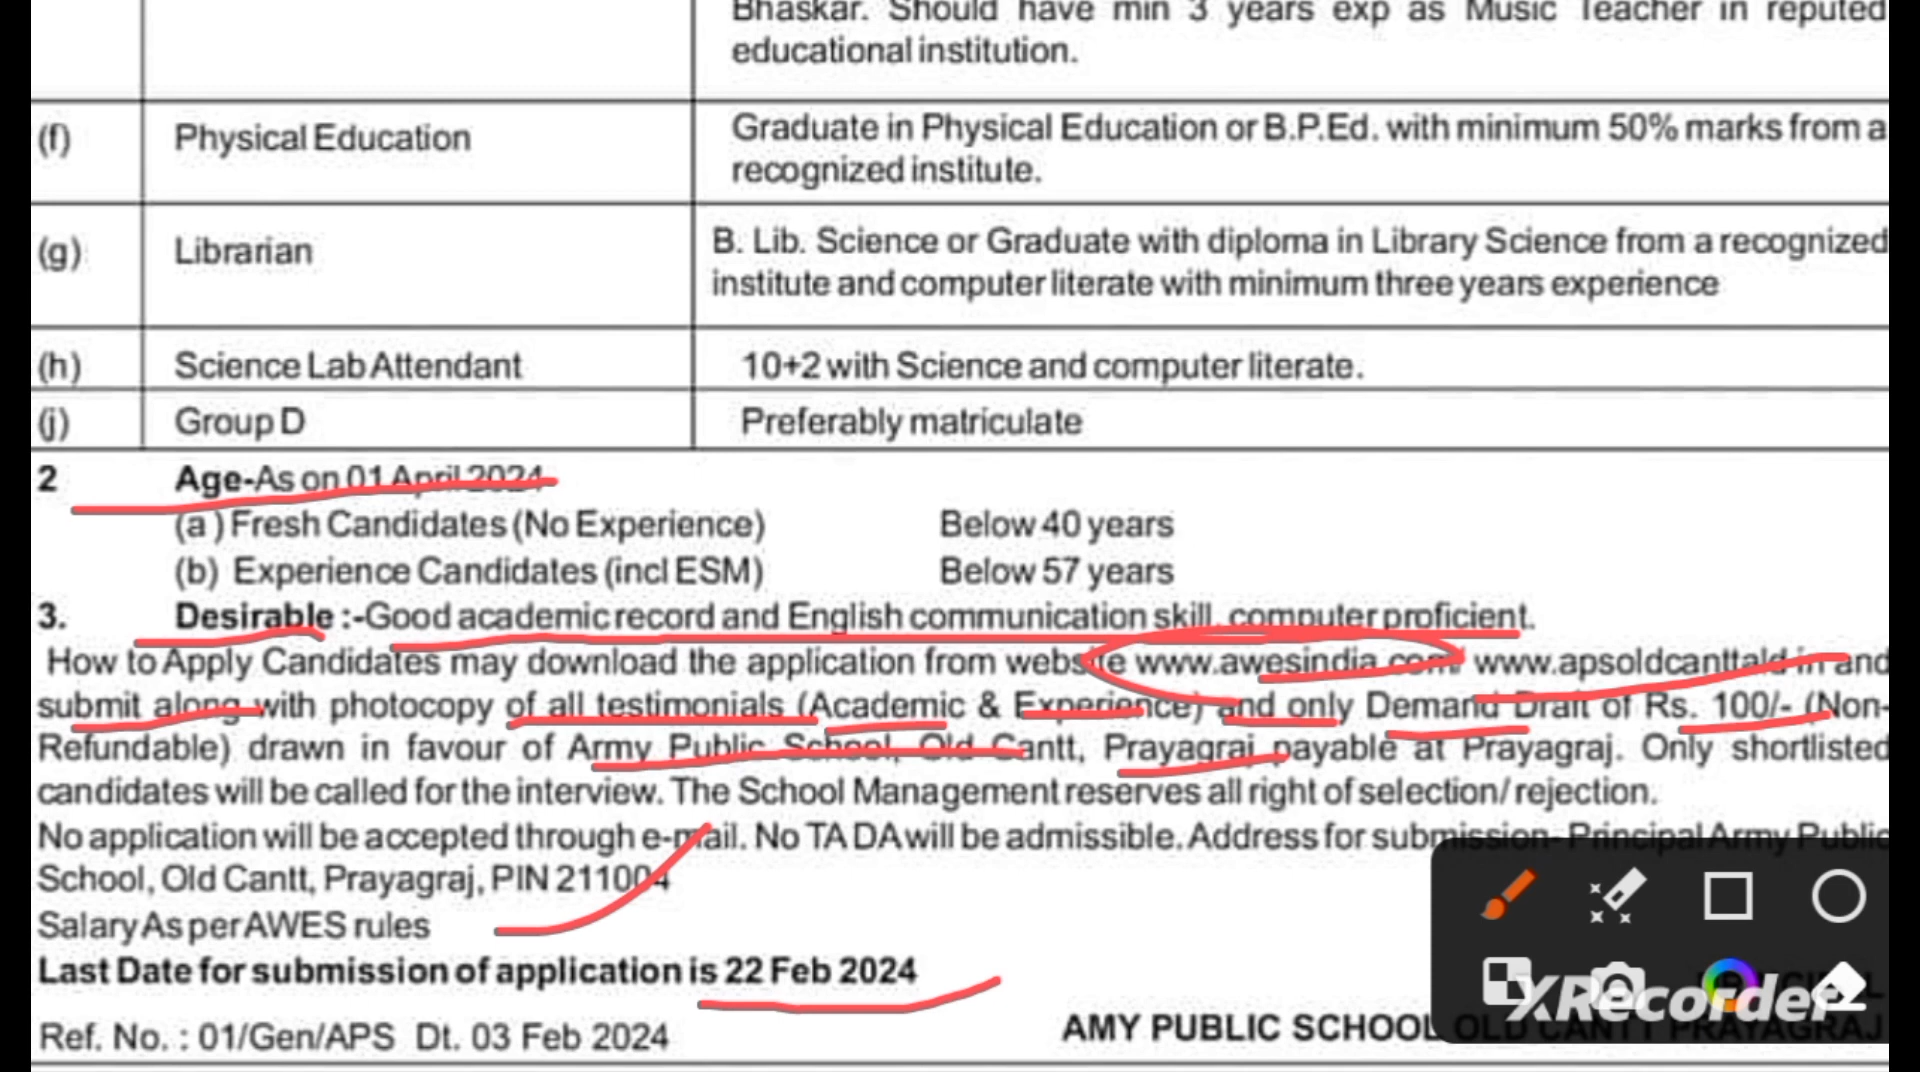 Bhaskar. Should have min 3 years exp as Music Teacher in reputed
educational institution.
(f) Physical Education Graduate in Physical Education or B.P.Ed. with minimum 50% marks from a
recognized institute.
(g) Librarian B. Lib. Science or Graduate with diploma in Library Science from a recognized
institute and computer literate with minimum three years experience
(h) Science Lab Attendant 10+2 with Science and computer literate.
(j) Group D Preferably matriculate
2 Age-As on 01 April 2024
(a ) Fresh Candidates (No Experience) Below 40 years
(b) Experience Candidates (incl ESM) Below 57 years
3. Desirable :-Good academic record and English communication skill, computer proficient.
How to Apply Candidates may download the application from website www.awesindia.com/ www.apsoldcanttald.in and
submit along with photocopy of all testimonials (Academic & Experience) and only Demand Draft of Rs. 100/- (Non-
Refundable) drawn in favour of Army Public School, Old Cantt, Prayagraj payable at Prayagraj. Only shortlisted
candidates will be called for the interview. The School Management reserves all right of selection/ rejection.
No application will be accepted through e-mail. No TA DA will be admissible. Address for submission- Principal Army Public
School, Old Cantt, Prayagraj, PIN 211004
Salary As per AWES rules
Last Date for submission of application is 22 Feb 2024
Ref. No. : 01/Gen/APS Dt. 03 Feb 2024
AMY PUBLIC SCHOOL OLD CANTT PRAYAGRAJ
XRecorder